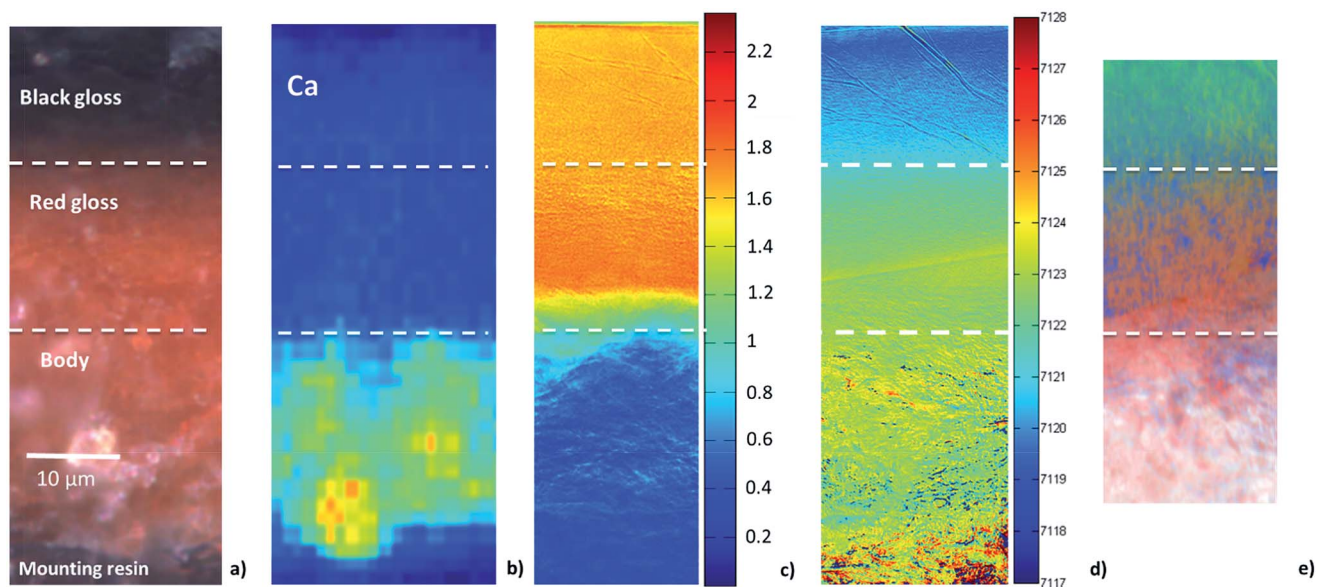 Black gloss
Red gloss
Body
10 µm
Mounting resin
a)
Ca
b)
2.2
2
1.8
1.6
1.4
1.2
1
0.8
0.6
0.4
0.2
c)
7128
7127
7126
7125
7124
7123
7122
7121
7120
7119
7118
7117
d)
e)